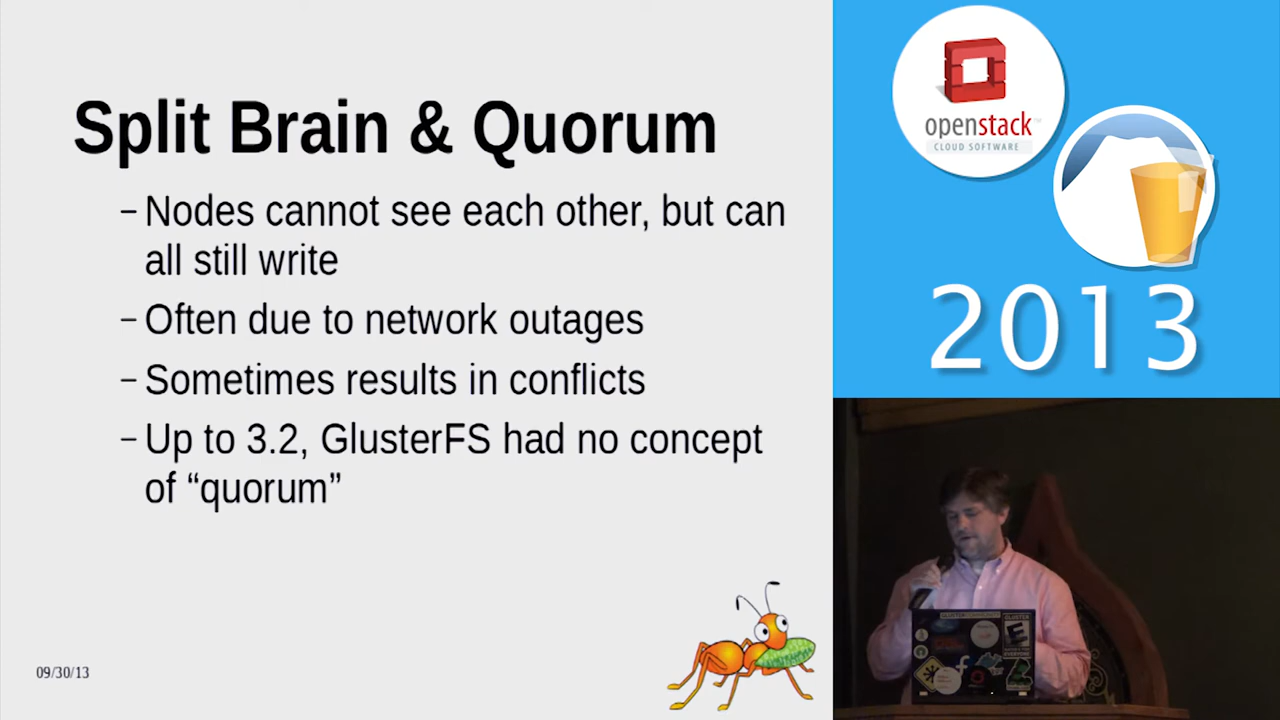 Split Brain & Quorum
– Nodes cannot see each other, but can
all still write
– Often due to network outages
– Sometimes results in conflicts
– Up to 3.2, GlusterFS had no concept
of “quorum”
09/30/13
openstack™
CLOUD SOFTWARE
2013
CLUSTER
E